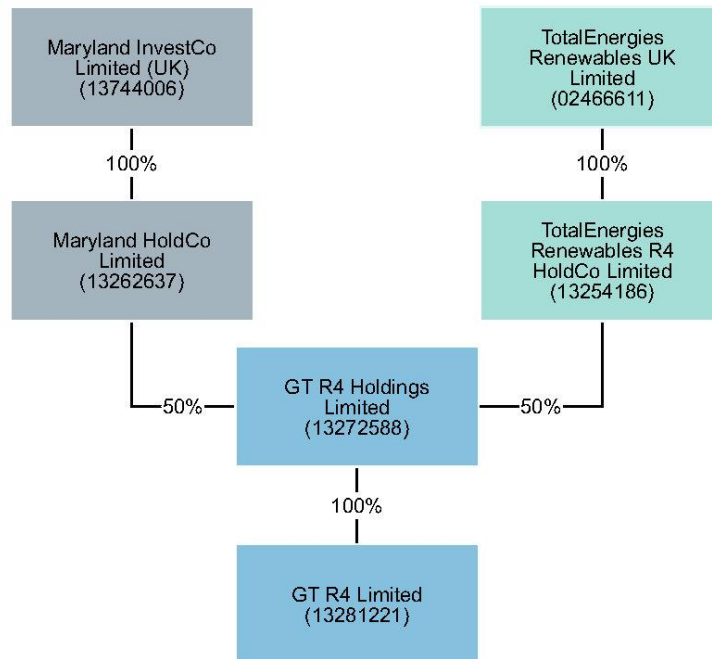 Maryland InvestCo
Limited (UK)
(13744006)
TotalEnergies
Renewables UK
Limited
(02466611)
100%
100%
Maryland HoldCo
Limited
(13262637)
TotalEnergies
Renewables R4
HoldCo Limited
(13254186)
50%
GT R4 Holdings
Limited
(13272588)
50%
100%
GT R4 Limited
(13281221)